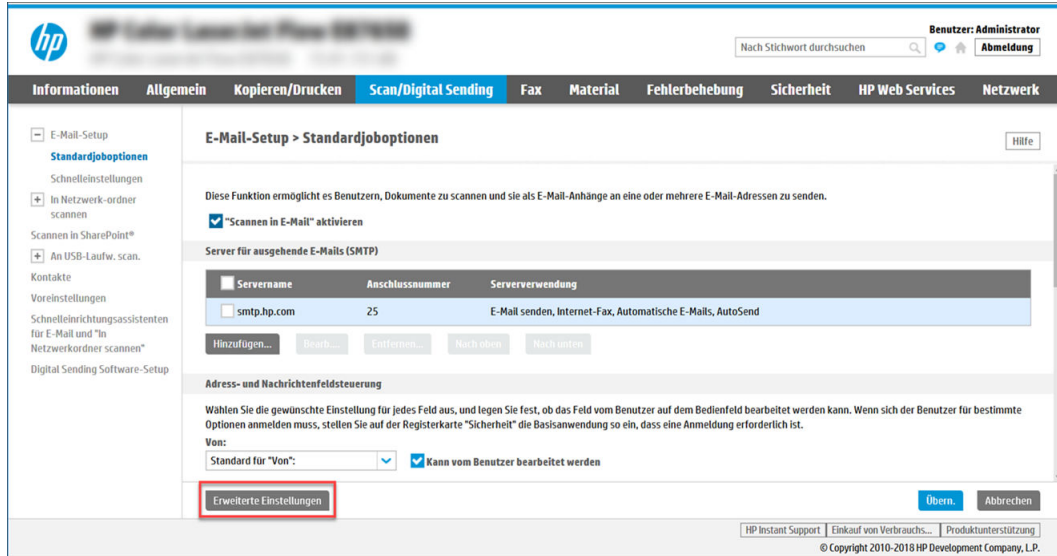 hp
Benutzer: Administrator
Nach Stichwort durchsuchen
Abmeldung
Informationen Allgemein Kopieren/Drucken Scan/Digital Sending Fax Material Fehlerbehebung Sicherheit HP Web Services Netzwerk
E-Mail-Setup
Standardjoboptionen
Schnelleinstellungen
In Netzwerk-ordner
scannen
Scannen in SharePoint®
An USB-Laufw. scan.
Kontakte
Voreinstellungen
Schnelleinrichtungsassistenten
für E-Mail und "In
Netzwerkordner scannen"
Digital Sending Software-Setup
E-Mail-Setup > Standardjoboptionen
Hilfe
Diese Funktion ermöglicht es Benutzern, Dokumente zu scannen und sie als E-Mail-Anhänge an eine oder mehrere E-Mail-Adressen zu senden.
"Scannen in E-Mail" aktivieren
Server für ausgehende E-Mails (SMTP)
Servername Anschlussnummer Serververwendung
smtp.hp.com 25 E-Mail senden, Internet-Fax, Automatische E-Mails, AutoSend
Hinzufügen... Bearb... Entfernen... Nach oben Nach unten
Adress- und Nachrichtenfeldsteuerung
Wählen Sie die gewünschte Einstellung für jedes Feld aus, und legen Sie fest, ob das Feld vom Benutzer auf dem Bedienfeld bearbeitet werden kann. Wenn sich der Benutzer für bestimmte
Optionen anmelden muss, stellen Sie auf der Registerkarte "Sicherheit" die Basisanwendung so ein, dass eine Anmeldung erforderlich ist.
Von:
Standard für "Von": Kann vom Benutzer bearbeitet werden
Erweiterte Einstellungen Übern. Abbrechen
HP Instant Support Einkauf von Verbrauchs... Produktunterstützung
© Copyright 2010-2018 HP Development Company, L.P.